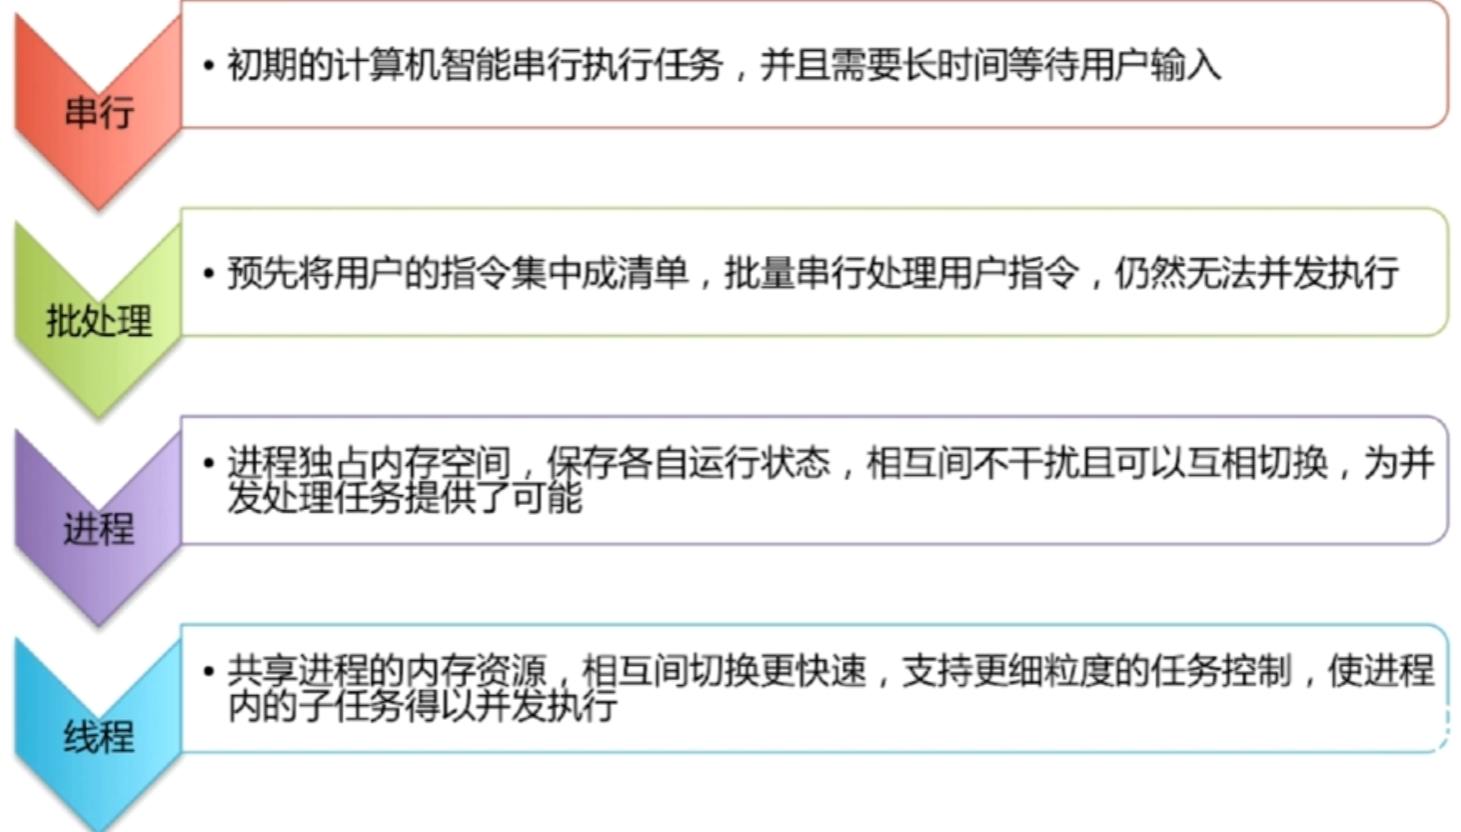 串行
• 初期的计算机智能串行执行任务，并且需要长时间等待用户输入
批处理
• 预先将用户的指令集中成清单，批量串行处理用户指令，仍然无法并发执行
进程
• 进程独占内存空间，保存各自运行状态，相互间不干扰且可以互相切换，为并
发处理任务提供了可能
线程
• 共享进程的内存资源，相互间切换更快速，支持更细粒度的任务控制，使进程
内的子任务得以并发执行